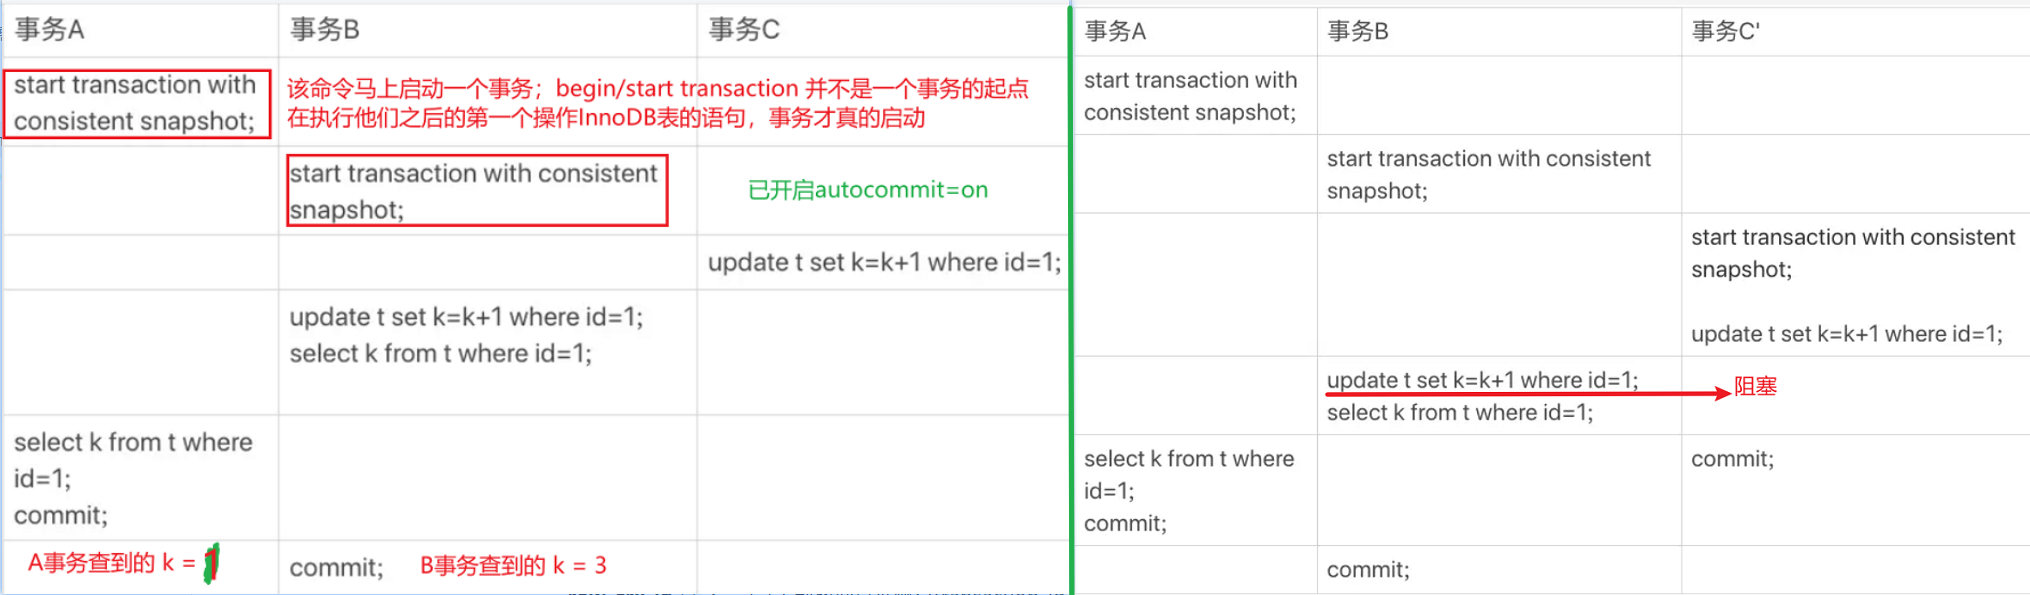 事务A
事务B
事务C
start transaction with
consistent snapshot;
该命令马上启动一个事务；begin/start transaction 并不是一个事务的起点
在执行他们之后的第一个操作InnoDB表的语句，事务才真的启动
start transaction with consistent
snapshot;
已开启autocommit=on
update t set k=k+1 where id=1;
update t set k=k+1 where id=1;
select k from t where id=1;
select k from t where
id=1;
commit;
A事务查到的 k = 1
commit;
B事务查到的 k = 3
事务A
事务B
事务C'
start transaction with
consistent snapshot;
start transaction with consistent
snapshot;
start transaction with consistent
snapshot;
update t set k=k+1 where id=1;
update t set k=k+1 where id=1;
阻塞
select k from t where id=1;
select k from t where
id=1;
commit;
commit;
commit;